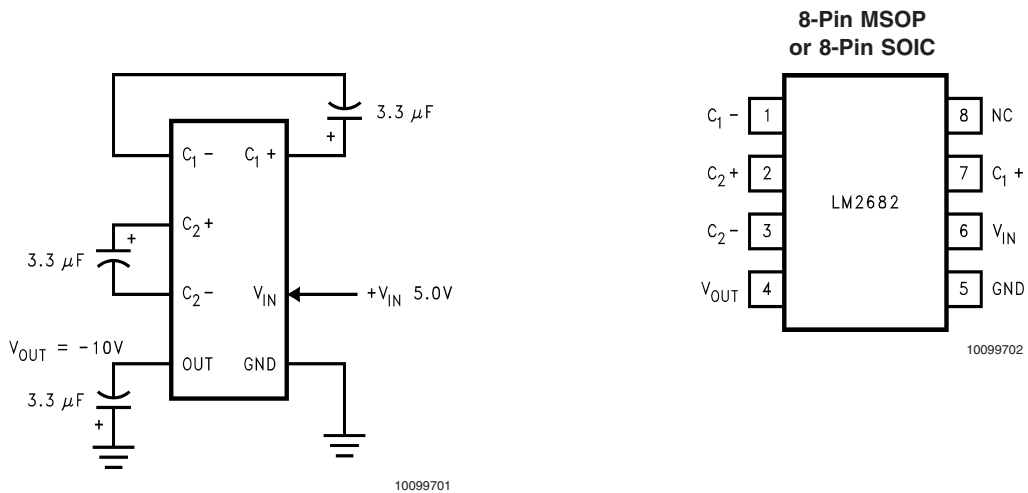 3.3 μF
+
C1 - C1 +
C2 +
+
3.3 μF
C2 - VIN +VIN 5.0V
VOUT = -10V
OUT GND
3.3 μF
+
10099701
8-Pin MSOP
or 8-Pin SOIC
C1 - 1 8 NC
C2 + 2 7 C1 +
LM2682
C2 - 3 6 VIN
VOUT 4 5 GND
10099702